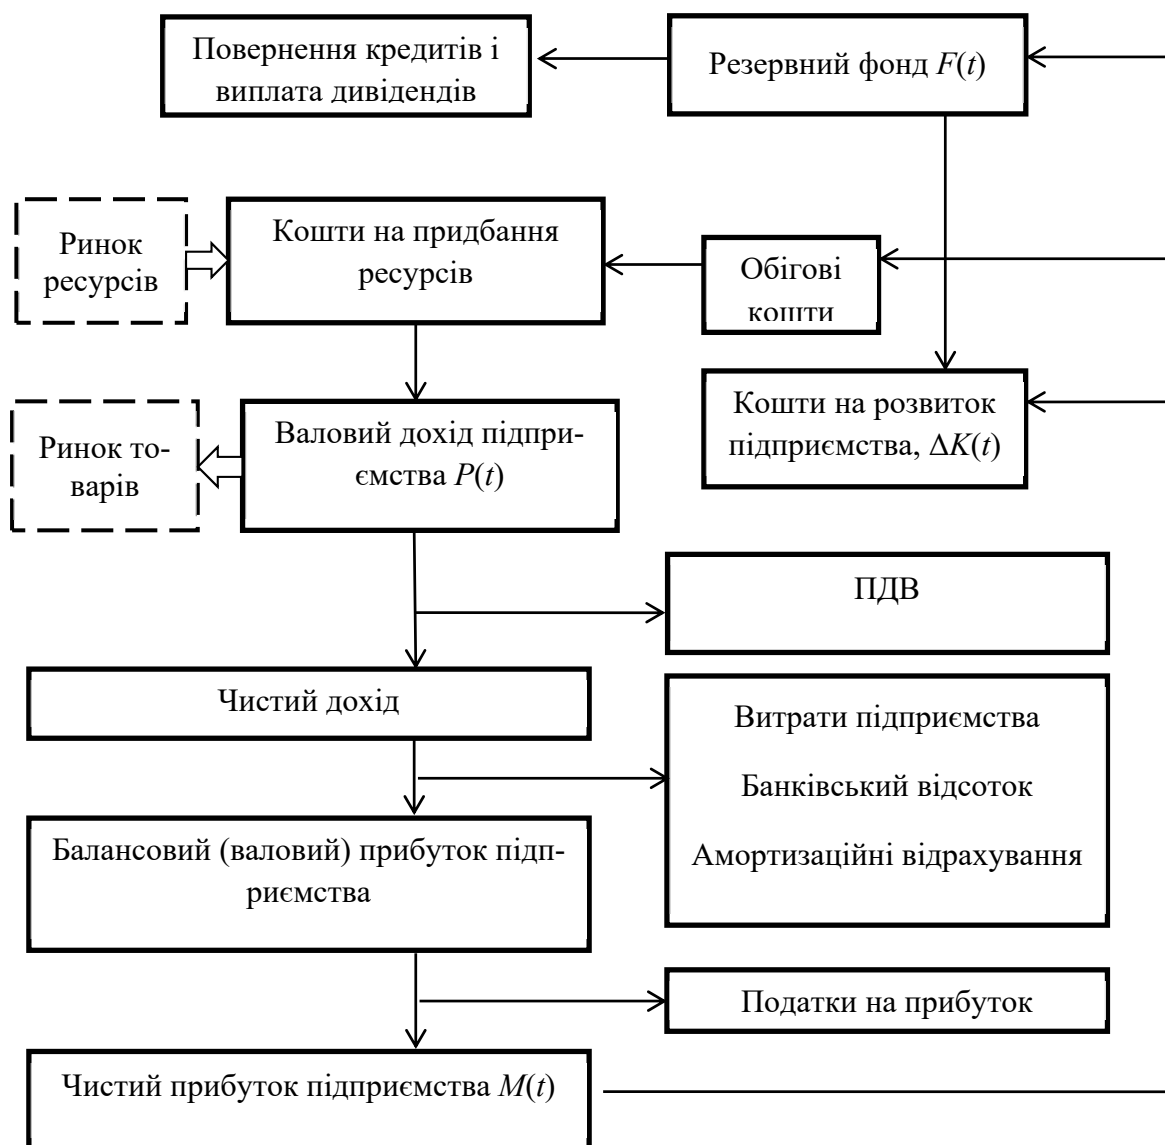 Повернення кредитів і
виплата дивідендів
Резервний фонд F(t)
Ринок
ресурсів
Кошти на придбання
ресурсів
Обігові
кошти
Кошти на розвиток
підприємства, ΔK(t)
Ринок то-
варів
Валовий дохід підпри-
ємства P(t)
ПДВ
Чистий дохід
Витрати підприємства
Банківський відсоток
Амортизаційні відрахування
Балансовий (валовий) прибуток підп-
риємства
Податки на прибуток
Чистий прибуток підприємства M(t)